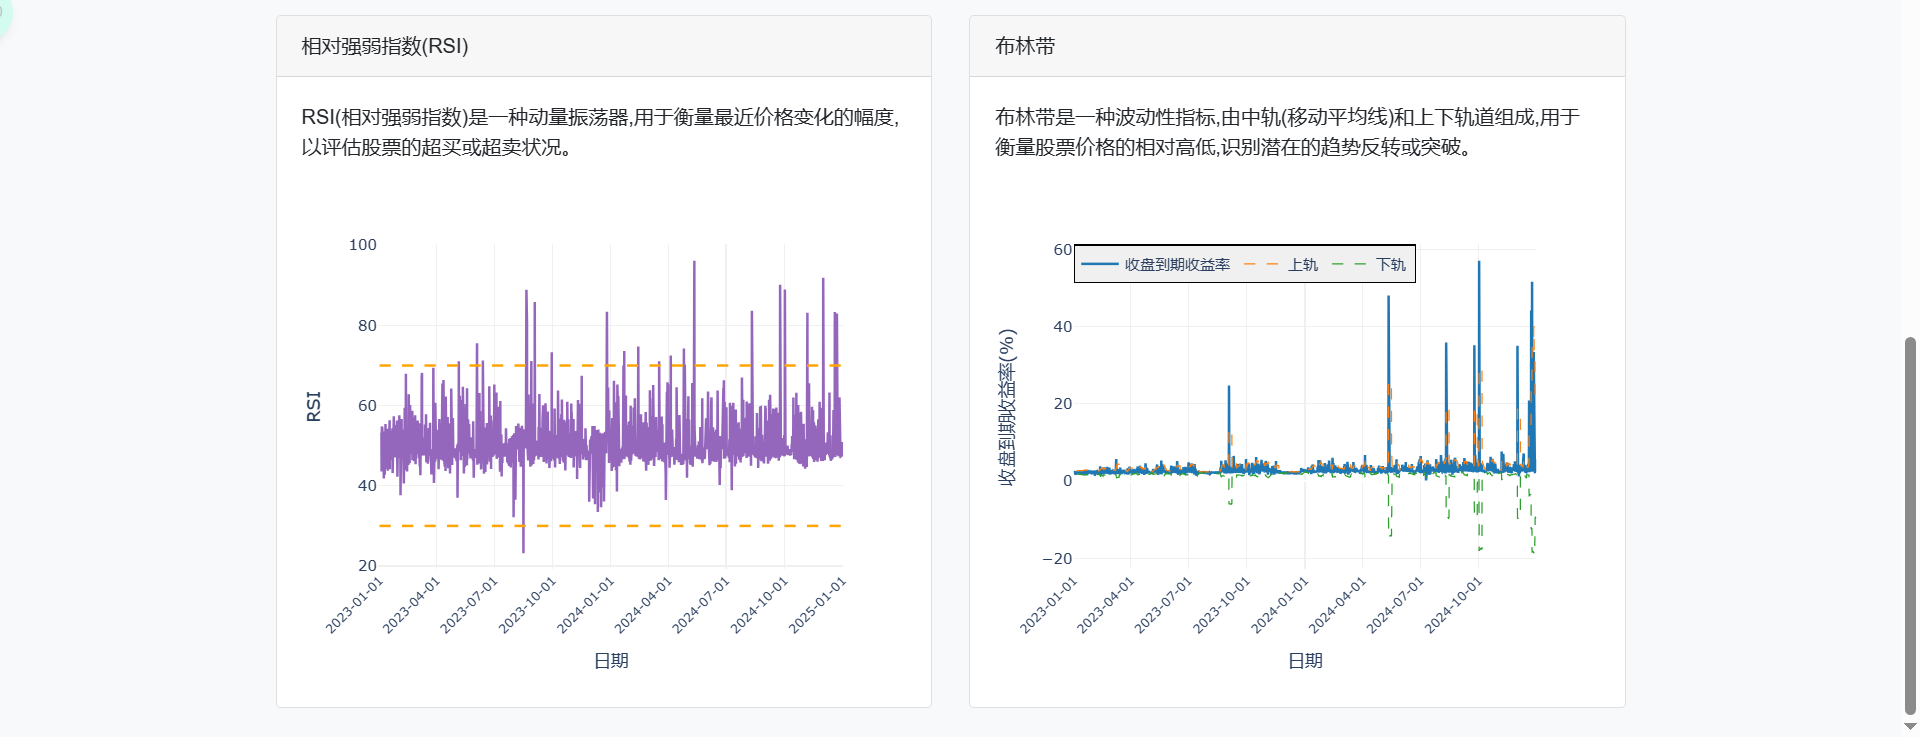 相对强弱指数(RSI)
RSI(相对强弱指数)是一种动量振荡器,用于衡量最近价格变化的幅度,
以评估股票的超买或超卖状况。
100
80
60
40
20
RSI
2023-01-01
2023-04-01
2023-07-01
2023-10-01
2024-01-01
2024-04-01
2024-07-01
2024-10-01
2025-01-01
日期
布林带
布林带是一种波动性指标,由中轨(移动平均线)和上下轨道组成,用于
衡量股票价格的相对高低,识别潜在的趋势反转或突破。
收盘到期收益率 上轨 下轨
60
40
20
0
−20
收盘到期收益率(%)
2023-01-01
2023-04-01
2023-07-01
2023-10-01
2024-01-01
2024-04-01
2024-07-01
2024-10-01
日期